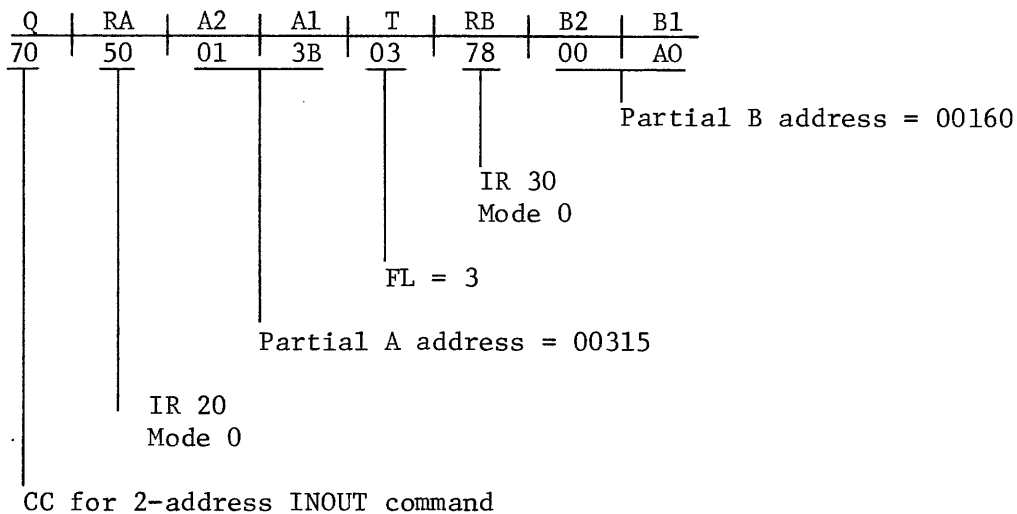 Q RA A2 A1 T RB B2 B1
70 50 01 3B 03 78 00 A0
Partial B address = 00160
IR 30
Mode 0
FL = 3
Partial A address = 00315
IR 20
Mode 0
CC for 2-address INOUT command